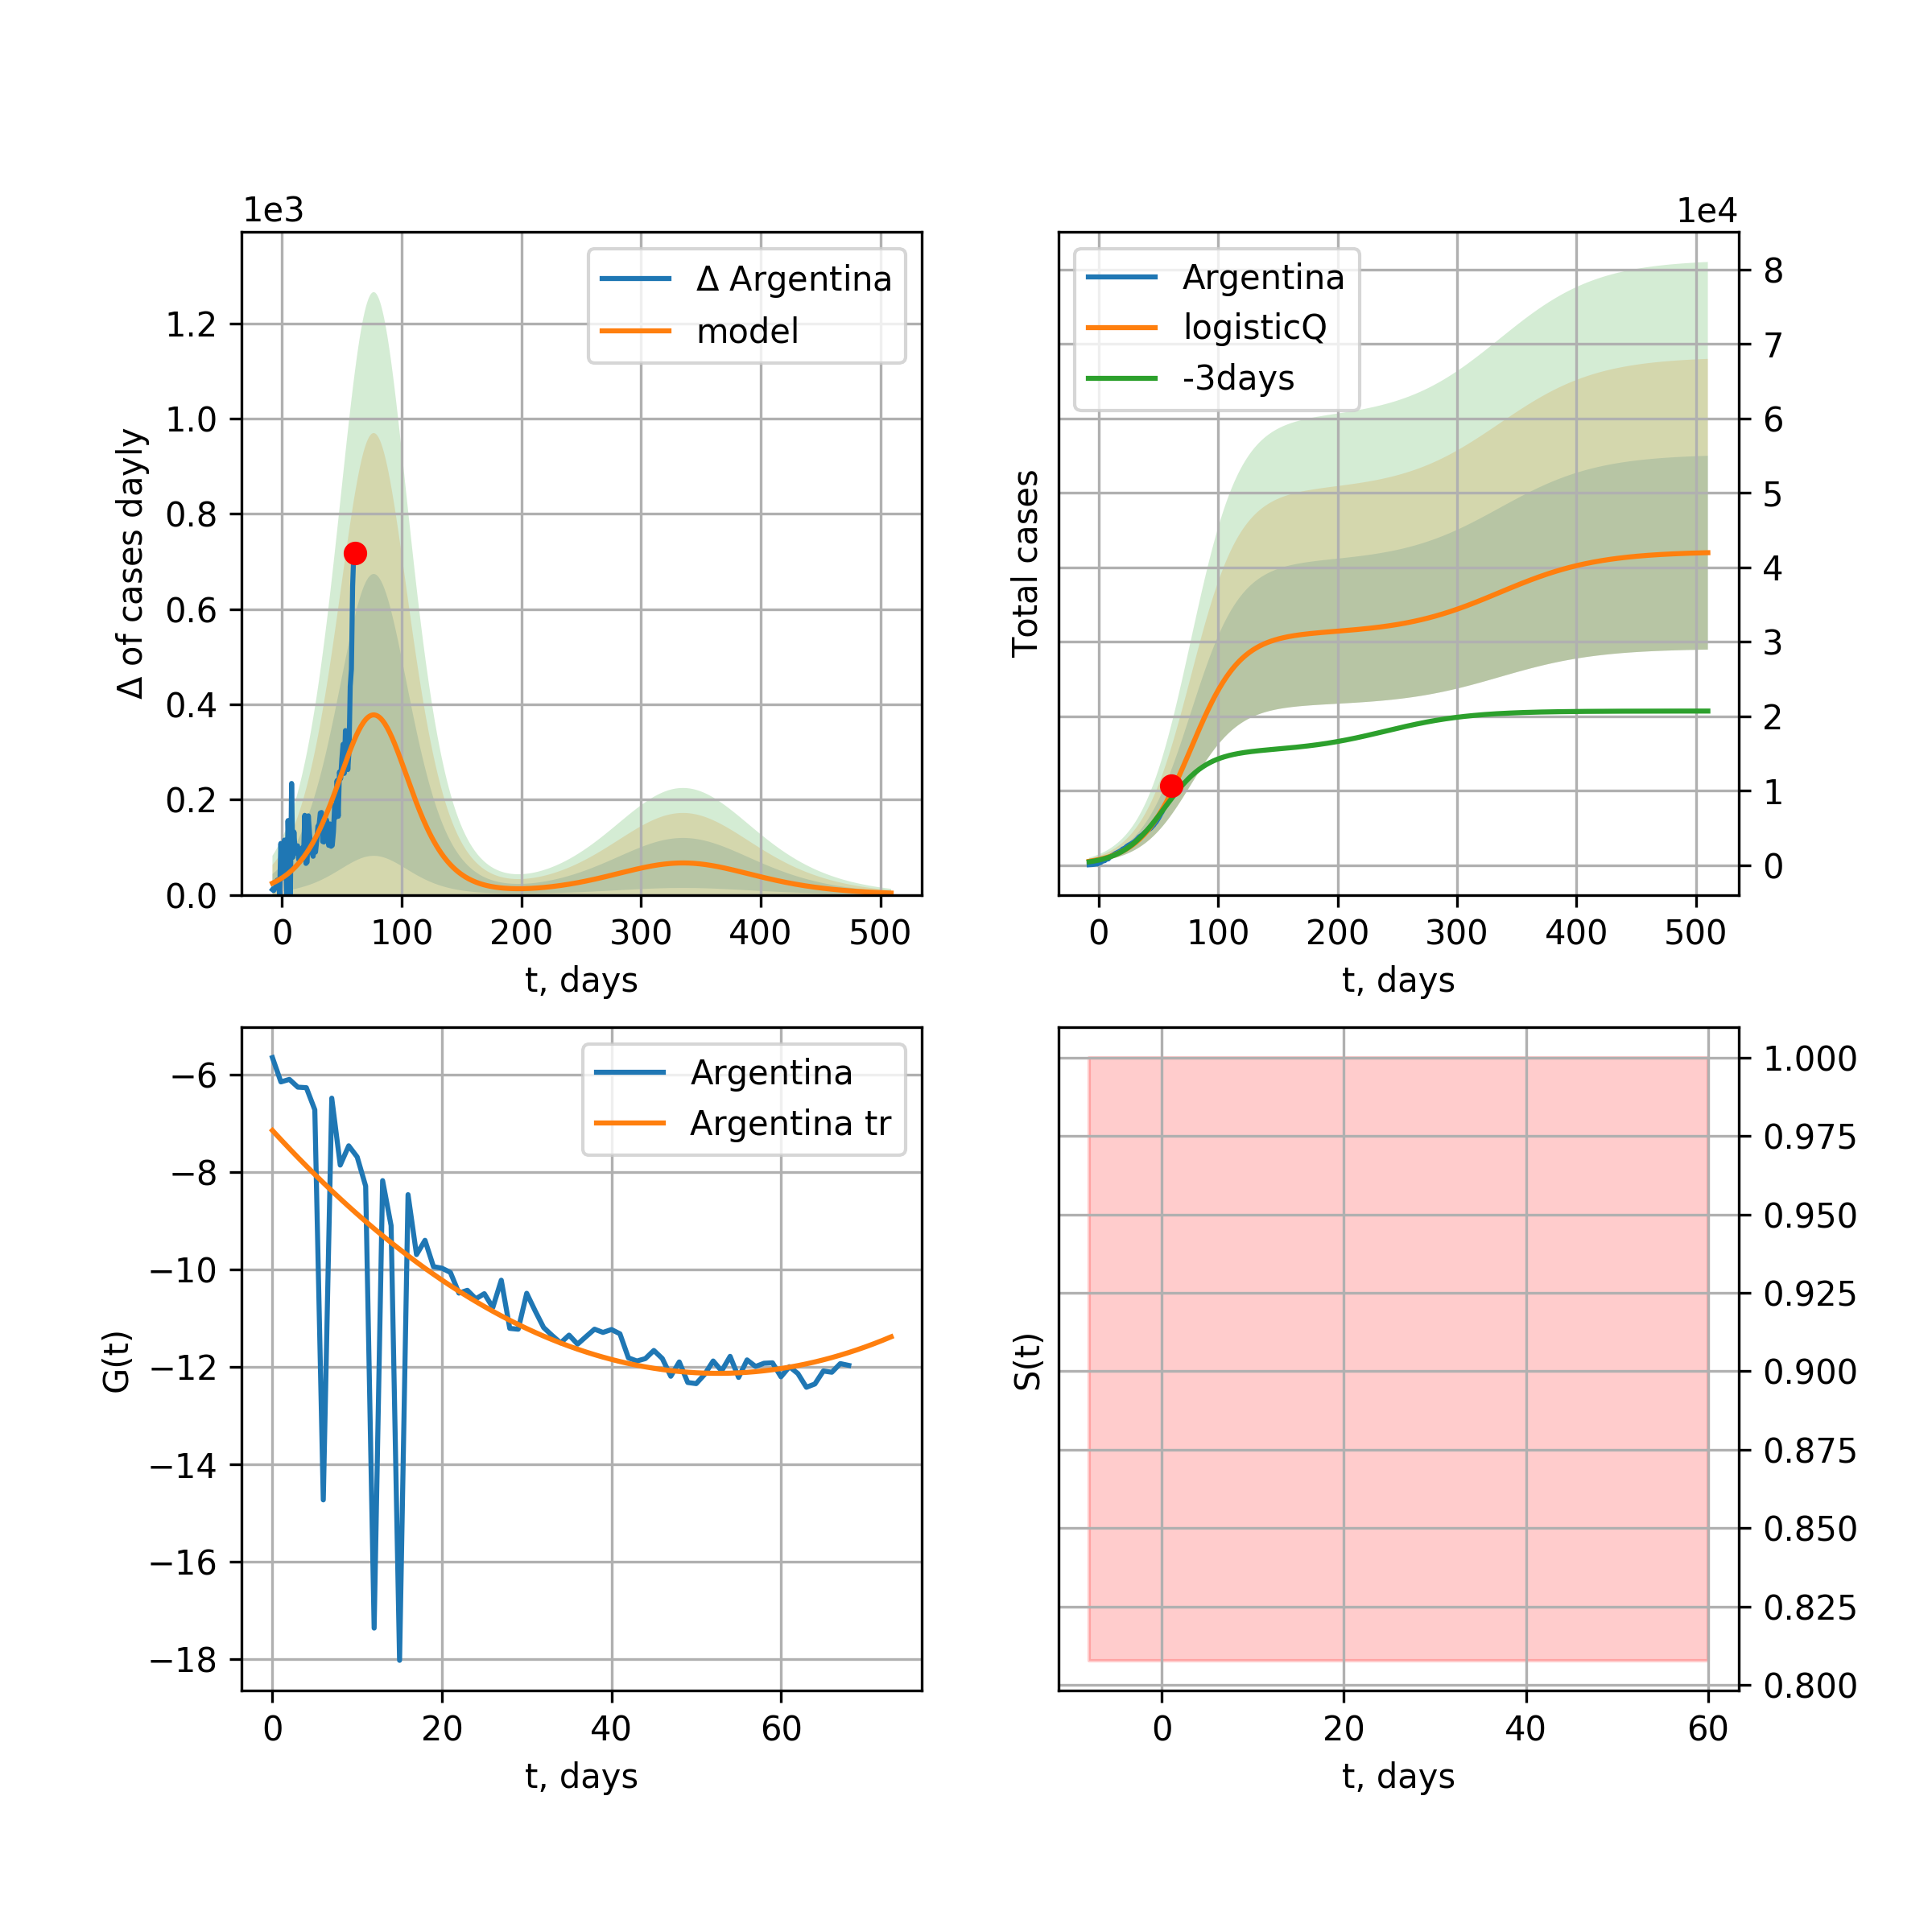 1e3
Δ of cases dayly
1.2
1.0
0.8
0.6
0.4
0.2
0.0
Δ Argentina
model
0 100 200 300 400 500
t, days
1e4
Total cases
Argentina
logisticQ
-3days
8
7
6
5
4
3
2
1
0
0 100 200 300 400 500
t, days
G(t)
−6
−8
−10
−12
−14
−16
−18
Argentina
Argentina tr
0 20 40 60
t, days
S(t)
1.000
0.975
0.950
0.925
0.900
0.875
0.850
0.825
0.800
0 20 40 60
t, days